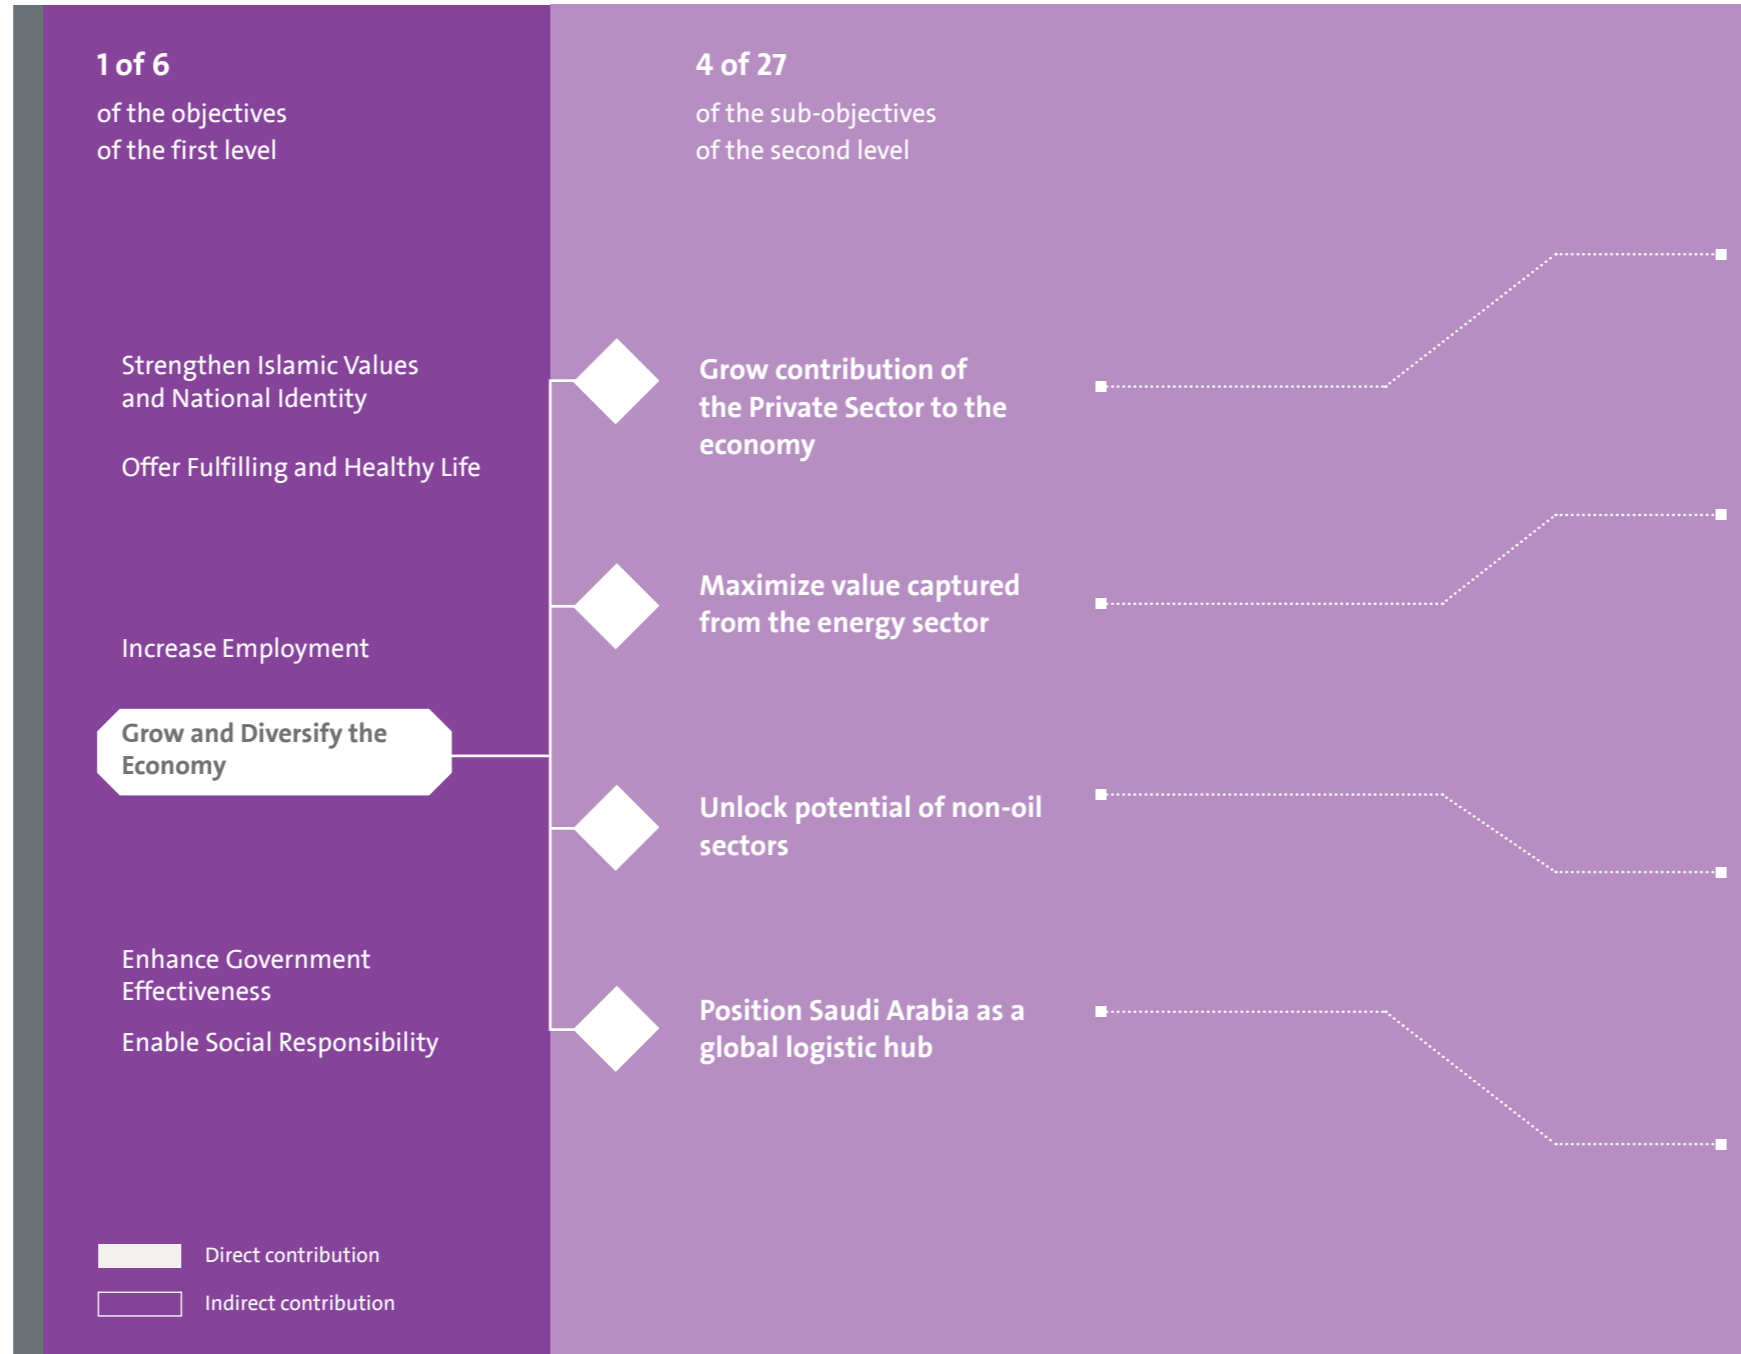 1 of 6
of the objectives
of the first level
Strengthen Islamic Values
and National Identity
Offer Fulfilling and Healthy Life
Increase Employment
Grow and Diversify the
Economy
Enhance Government
Effectiveness
Enable Social Responsibility
Direct contribution
Indirect contribution
4 of 27
of the sub-objectives
of the second level
Grow contribution of
the Private Sector to the
economy
Maximize value captured
from the energy sector
Unlock potential of non-oil
sectors
Position Saudi Arabia as a
global logistic hub